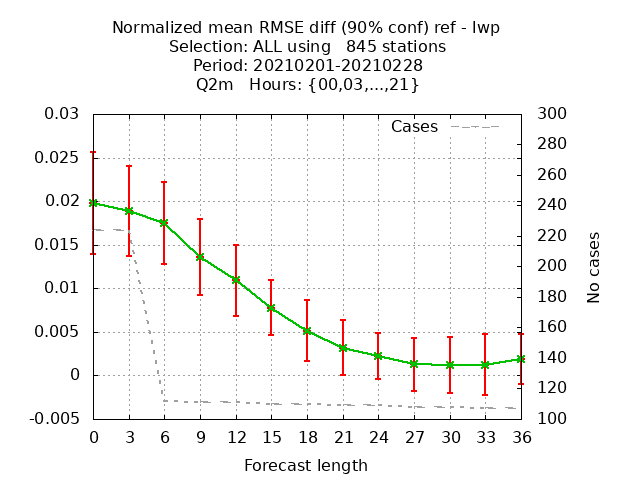 Normalized mean RMSE diff (90% conf) ref - lwp
Selection: ALL using   845 stations
Period: 20210201-20210228
Q2m   Hours: {00,03,...,21}
Cases
0.03
0.025
0.02
0.015
0.01
0.005
0
-0.005
300
280
260
240
220
200
180
160
140
120
100
No cases
0 3 6 9 12 15 18 21 24 27 30 33 36
Forecast length